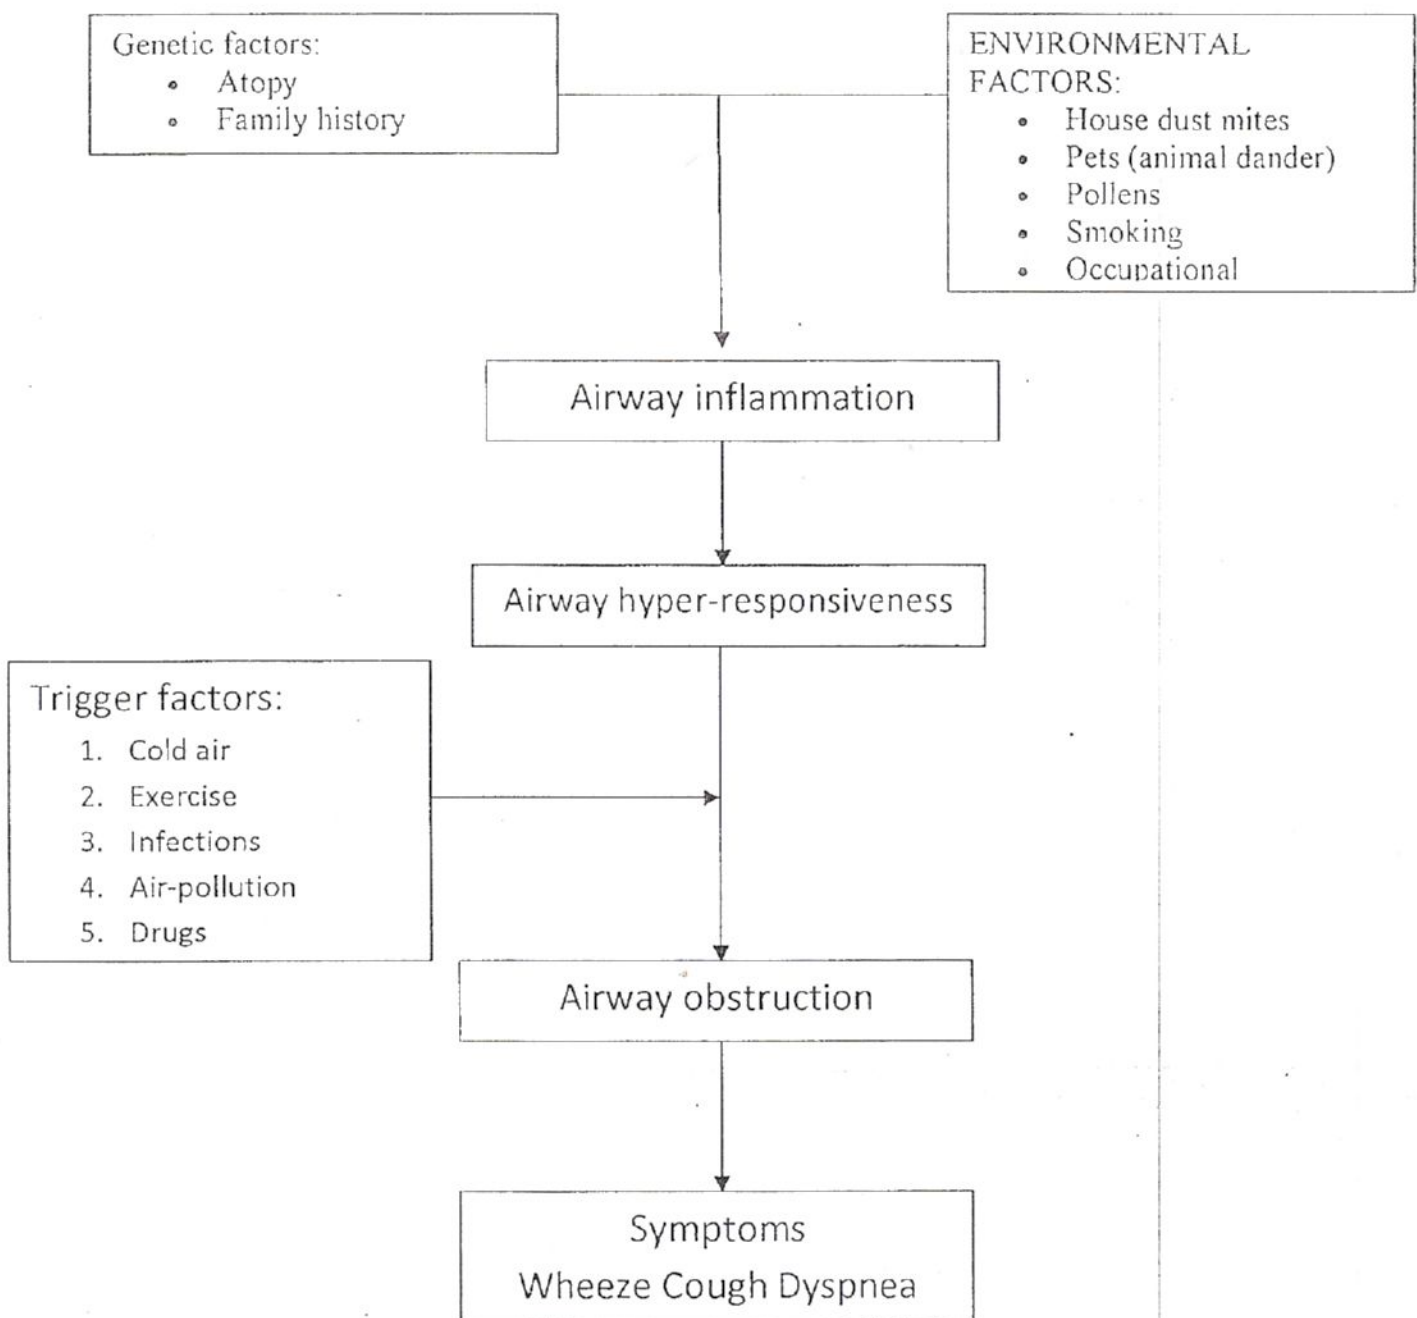 Genetic factors:
• Atopy
• Family history
ENVIRONMENTAL
FACTORS:
• House dust mites
• Pets (animal dander)
• Pollens
• Smoking
• Occupational
Airway inflammation
Airway hyper-responsiveness
Trigger factors:
1. Cold air
2. Exercise
3. Infections
4. Air-pollution
5. Drugs
Airway obstruction
Symptoms
Wheeze Cough Dyspnea